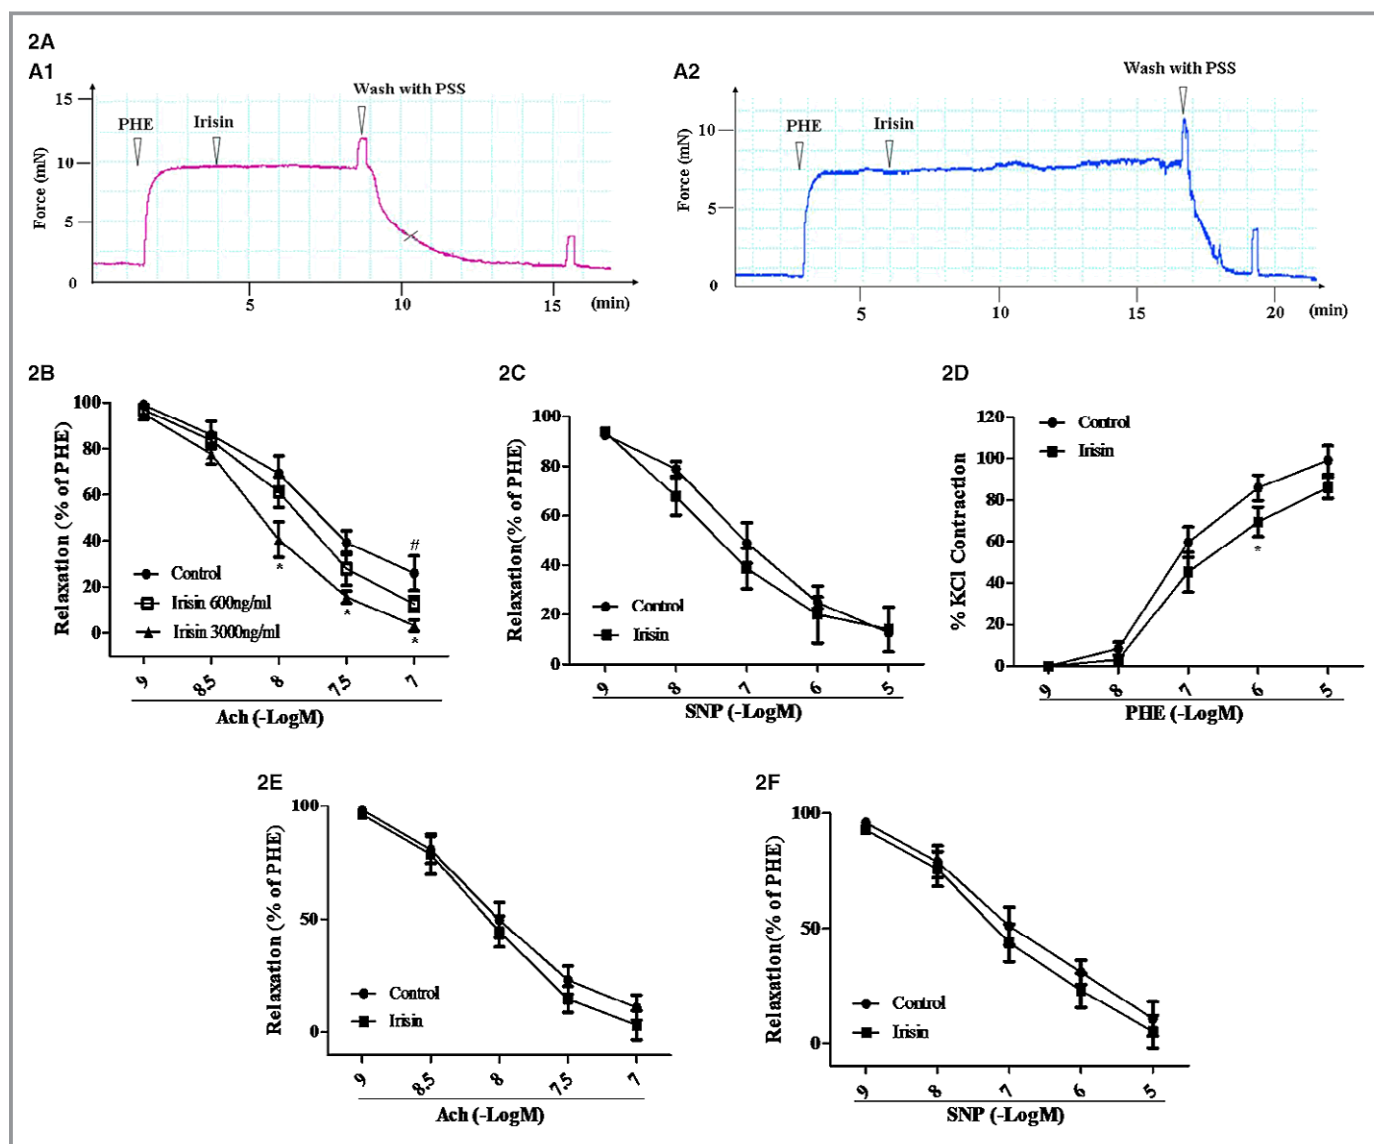 2A
A1
A2
Wash with PSS
PHE
Irisin
15
10
5
0
Force (mN)
5
10
15
(min)
Wash with PSS
PHE
Irisin
10
5
0
Force (mN)
5
10
15
20
(min)
2B
100
80
60
40
20
0
Relaxation (% of PHE)
#
*
*
*
Control
Irisin 600ng/ml
Irisin 3000ng/ml
9
8.5
8
7.5
7
Ach (-LogM)
2C
100
80
60
40
20
0
Relaxation(% of PHE)
Control
Irisin
9
8
7
6
5
SNP (-LogM)
2D
120
100
80
60
40
20
0
% KCl Contraction
Control
Irisin
*
9
8
7
6
5
PHE (-LogM)
2E
100
50
0
Relaxation (% of PHE)
Control
Irisin
9
8.5
8
7.5
7
Ach (-LogM)
2F
100
50
0
Relaxation(% of PHE)
Control
Irisin
9
8
7
6
5
SNP (-LogM)